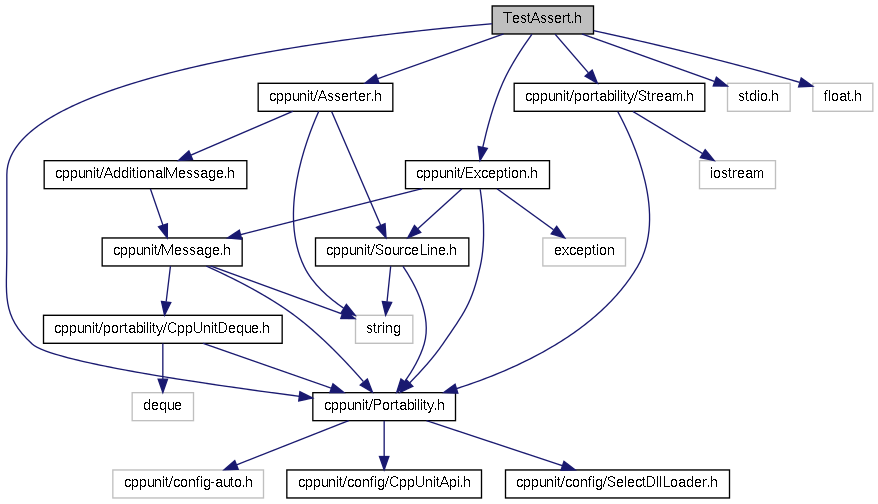 TestAssert.h
cppunit/Asserter.h
cppunit/portability/Stream.h
stdio.h
float.h
cppunit/AdditionalMessage.h
cppunit/Exception.h
iostream
cppunit/Message.h
cppunit/SourceLine.h
exception
cppunit/portability/CppUnitDeque.h
string
deque
cppunit/Portability.h
cppunit/config-auto.h
cppunit/config/CppUnitApi.h
cppunit/config/SelectDllLoader.h